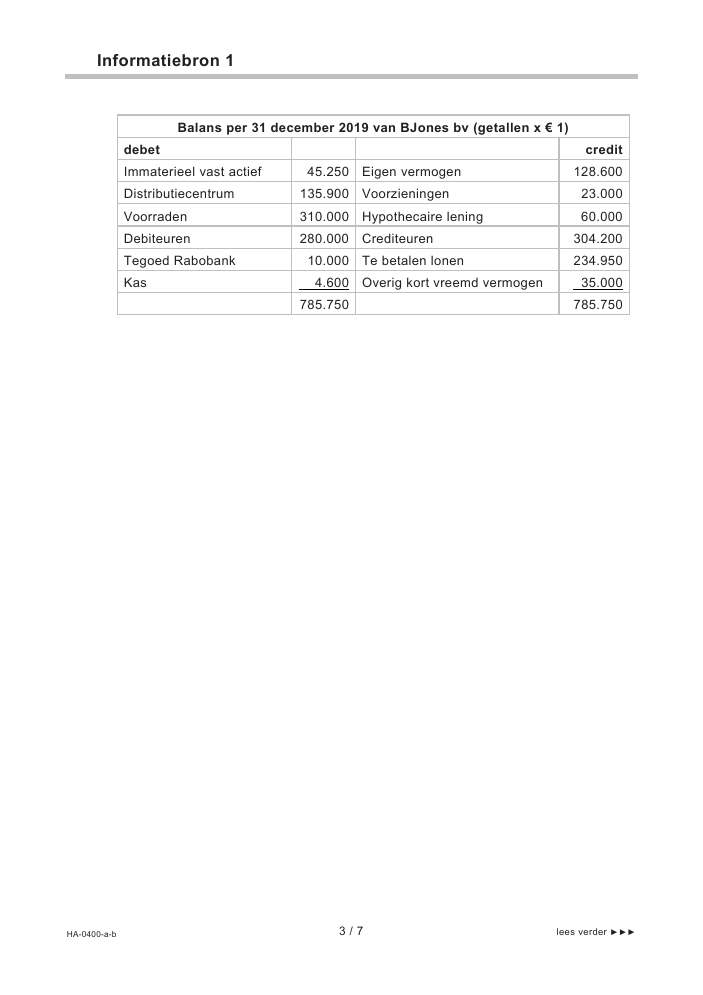 Informatiebron 1
Balans per 31 december 2019 van BJones bv (getallen x € 1)
debet credit
Immaterieel vast actief 45.250 Eigen vermogen 128.600
Distributiecentrum 135.900 Voorzieningen 23.000
Voorraden 310.000 Hypothecaire lening 60.000
Debiteuren 280.000 Crediteuren 304.200
Tegoed Rabobank 10.000 Te betalen lonen 234.950
Kas 4.600 Overig kort vreemd vermogen 35.000
785.750 785.750
HA-0400-a-b 3 / 7 lees verder ►►►